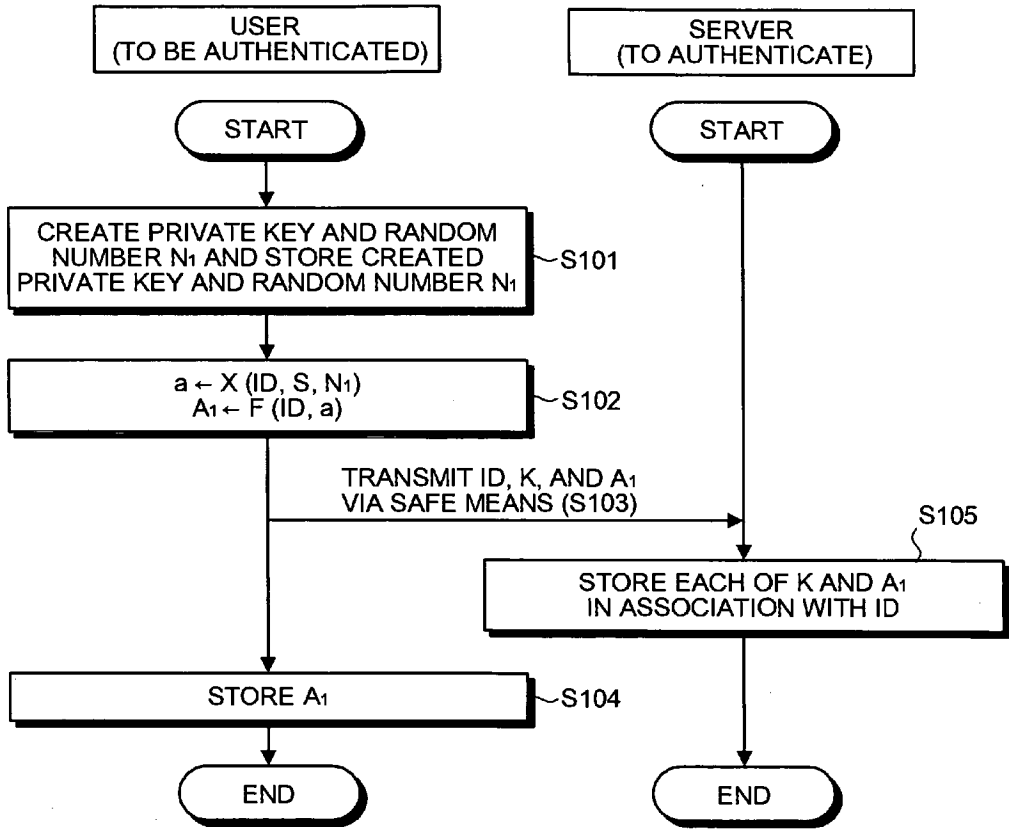 USER
(TO BE AUTHENTICATED)
SERVER
(TO AUTHENTICATE)
START
START
CREATE PRIVATE KEY AND RANDOM
NUMBER N₁ AND STORE CREATED
PRIVATE KEY AND RANDOM NUMBER N₁
S101
a ← X (ID, S, N₁)
A₁ ← F (ID, a)
S102
TRANSMIT ID, K, AND A₁
VIA SAFE MEANS (S103)
S105
STORE EACH OF K AND A₁
IN ASSOCIATION WITH ID
STORE A₁
S104
END
END